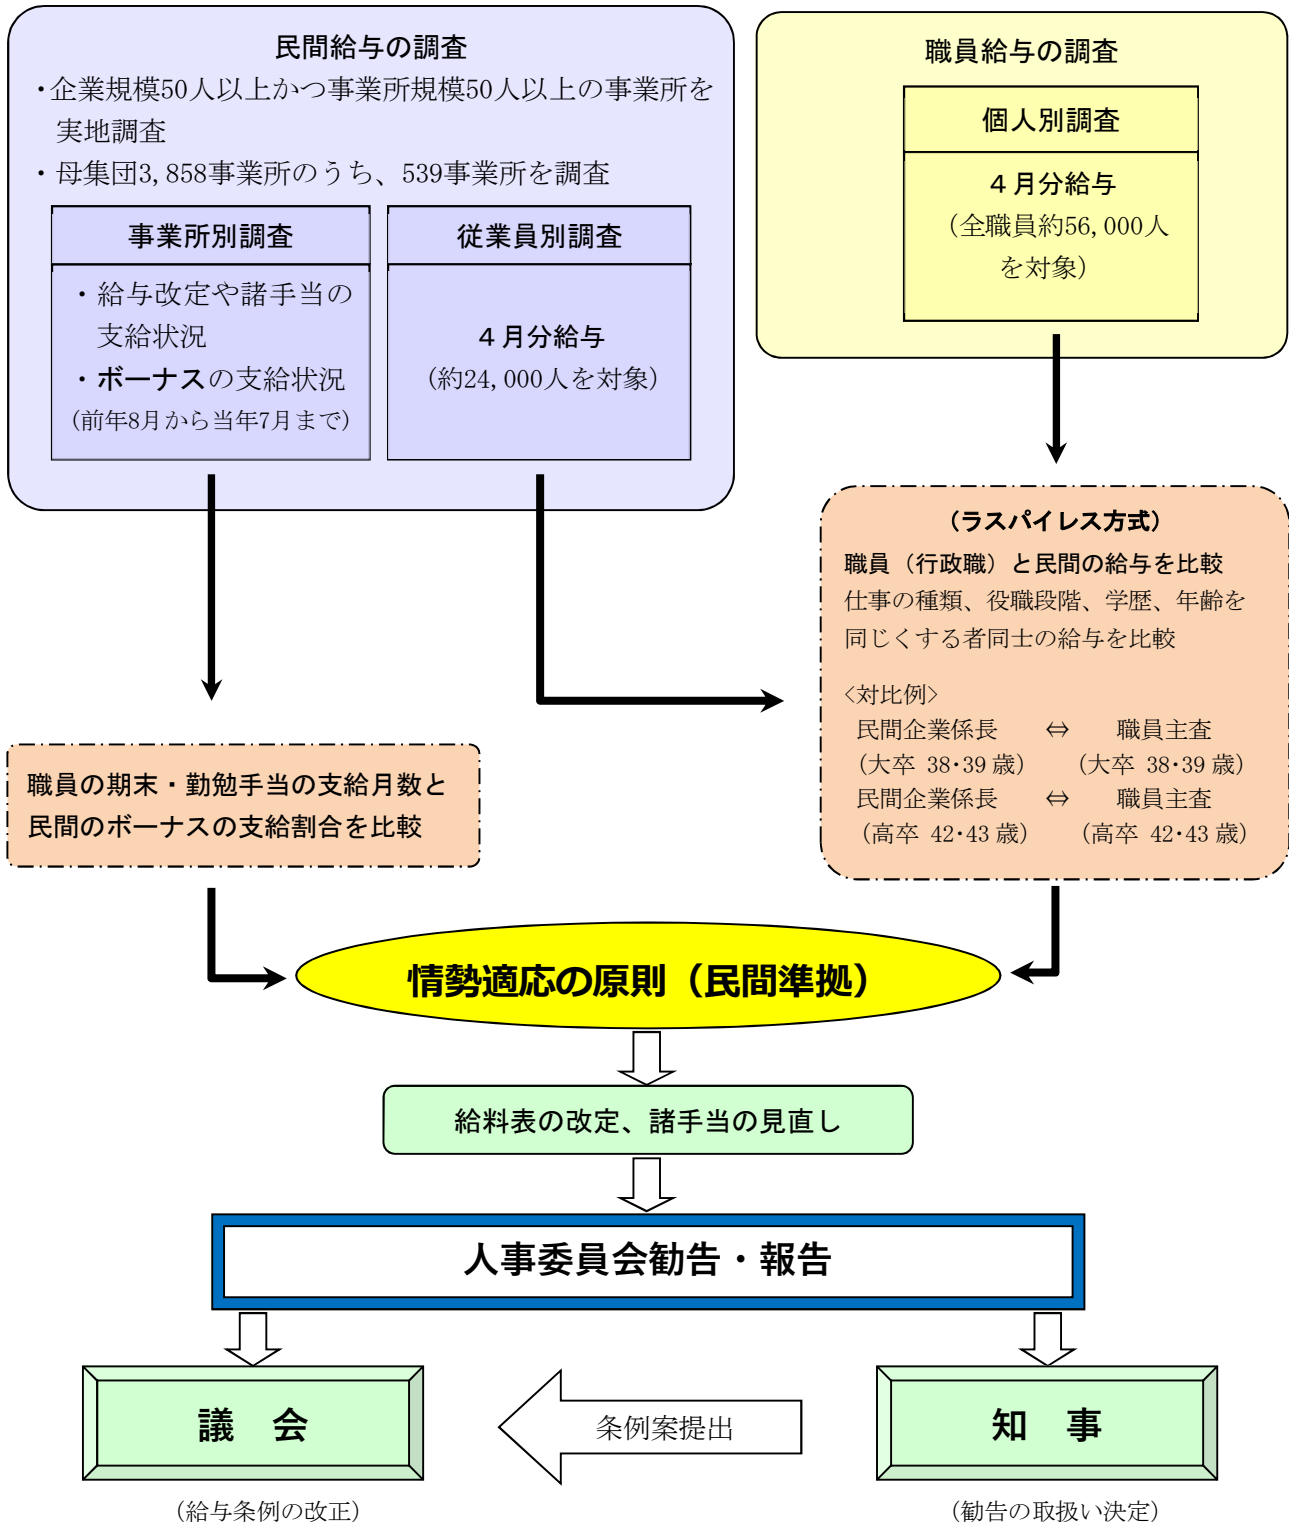 民間給与の調査
・企業規模50人以上かつ事業所規模50人以上の事業所を
実地調査
・母集団3,858事業所のうち、539事業所を調査
事業所別調査
・給与改定や諸手当の
支給状況
・ボーナスの支給状況
(前年8月から当年7月まで)
従業員別調査
４月分給与
(約24,000人を対象)
職員給与の調査
個人別調査
４月分給与
(全職員約56,000人
を対象)
(ラスパイレス方式)
職員（行政職）と民間の給与を比較
仕事の種類、役職段階、学歴、年齢を
同じくする者同士の給与を比較
<対比例>
民間企業係長 ⇔ 職員主査
(大卒 38･39歳) (大卒 38･39歳)
民間企業係長 ⇔ 職員主査
(高卒 42･43歳) (高卒 42･43歳)
職員の期末・勤勉手当の支給月数と
民間のボーナスの支給割合を比較
情勢適応の原則（民間準拠）
給料表の改定、諸手当の見直し
人事委員会勧告・報告
議　会
条例案提出
知　事
(給与条例の改正)
(勧告の取扱い決定)